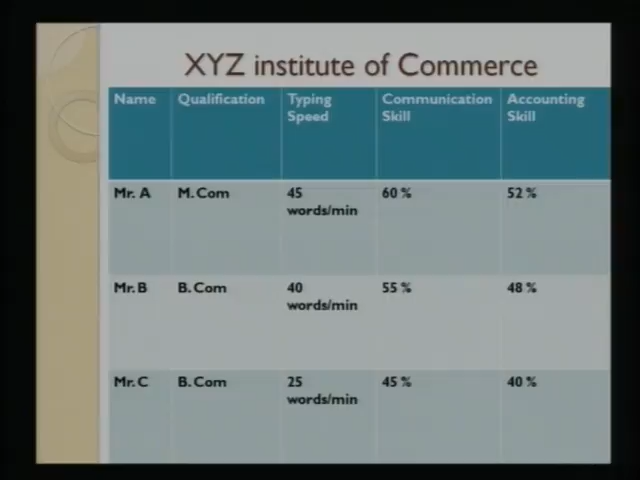 XYZ institute of Commerce
Name Qualification Typing Communication Accounting
Speed Skill Skill
Mr. A M. Com 45 60 % 52 %
words/min
Mr. B B. Com 40 55 % 48 %
words/min
Mr. C B. Com 25 45 % 40 %
words/min